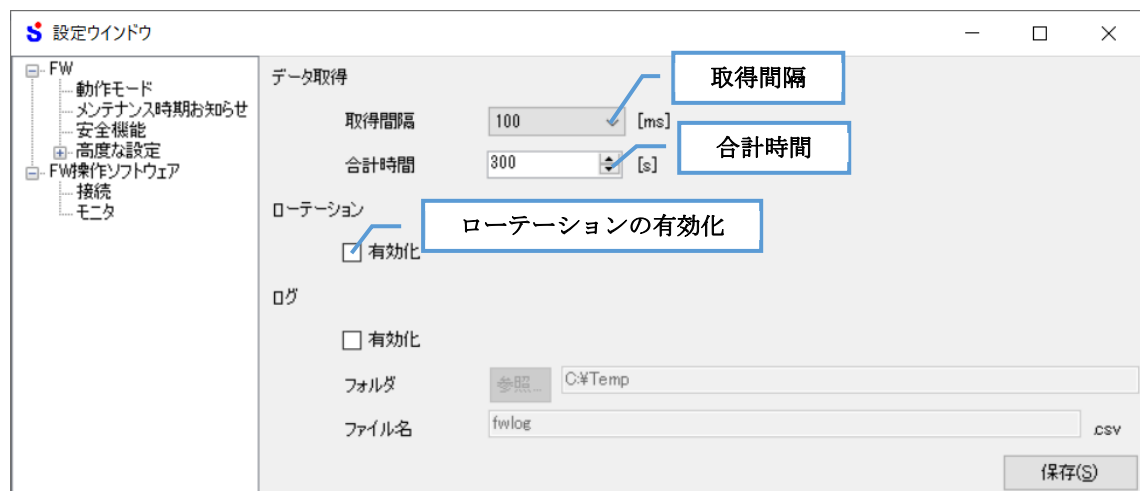 設定ウインドウ
FW
動作モード
メンテナンス時期お知らせ
安全機能
高度な設定
FW操作ソフトウェア
接続
モニタ
データ取得
取得間隔
取得間隔 100 [ms]
合計時間
合計時間 300 [s]
ローテーション
ローテーションの有効化
有効化
ログ
有効化
フォルダ 参照... C:¥Temp
ファイル名 fwlog .csv
保存(S)